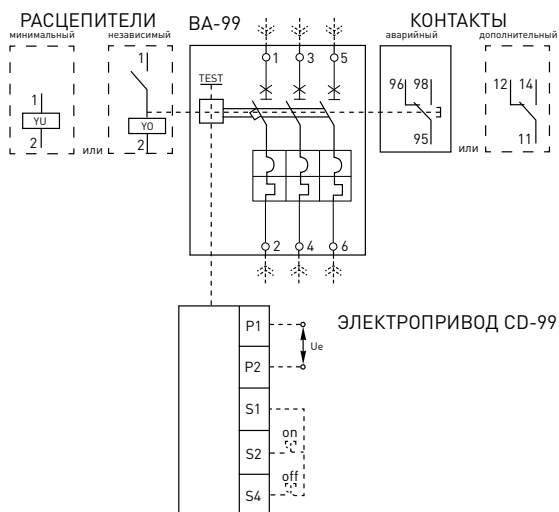 РАСЦЕПИТЕЛИ
минимальный
независимый
ВА-99
КОНТАКТЫ
аварийный
дополнительный
1
3
5
TEST
1
YU
2
или
1
YO
2
96
98
95
или
12
14
11
2
4
6
ЭЛЕКТРОПРИВОД CD-99
P1
Ue
P2
S1
on
S2
off
S4